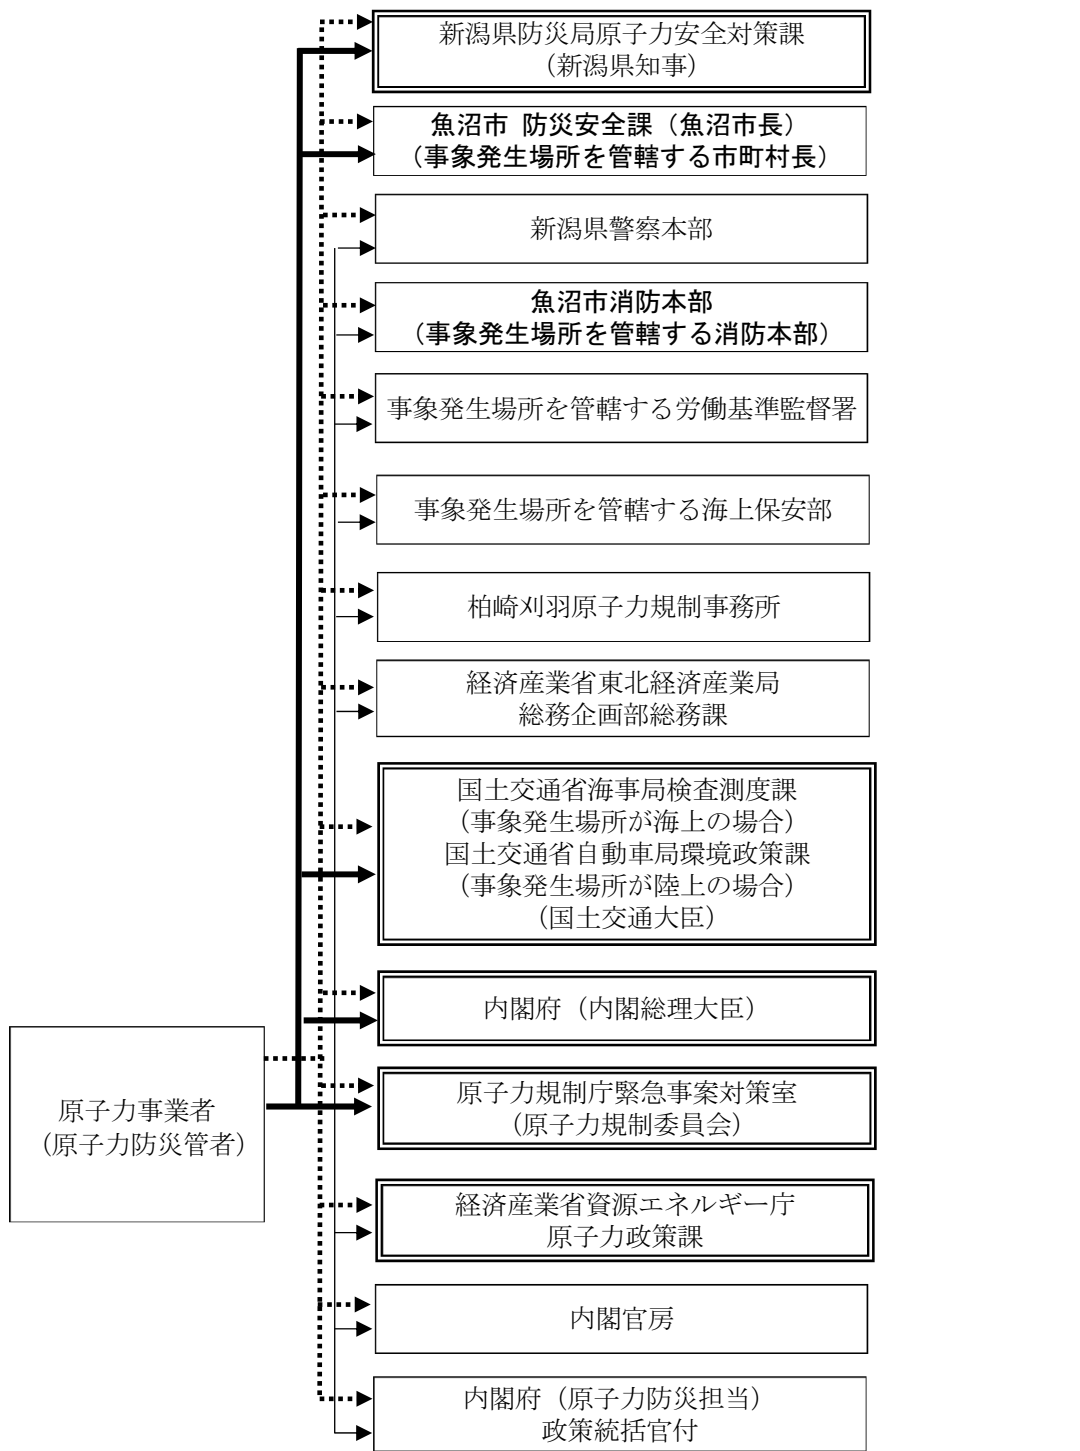 新潟県防災局原子力安全対策課
（新潟県知事）
魚沼市 防災安全課（魚沼市長）
（事象発生場所を管轄する市町村長）
新潟県警察本部
魚沼市消防本部
（事象発生場所を管轄する消防本部）
事象発生場所を管轄する労働基準監督署
事象発生場所を管轄する海上保安部
柏崎刈羽原子力規制事務所
経済産業省東北経済産業局
総務企画部総務課
国土交通省海事局検査測度課
（事象発生場所が海上の場合）
国土交通省自動車局環境政策課
（事象発生場所が陸上の場合）
（国土交通大臣）
内閣府（内閣総理大臣）
原子力事業者
（原子力防災管者）
原子力規制庁緊急事案対策室
（原子力規制委員会）
経済産業省資源エネルギー庁
原子力政策課
内閣官房
内閣府（原子力防災担当）
政策統括官付